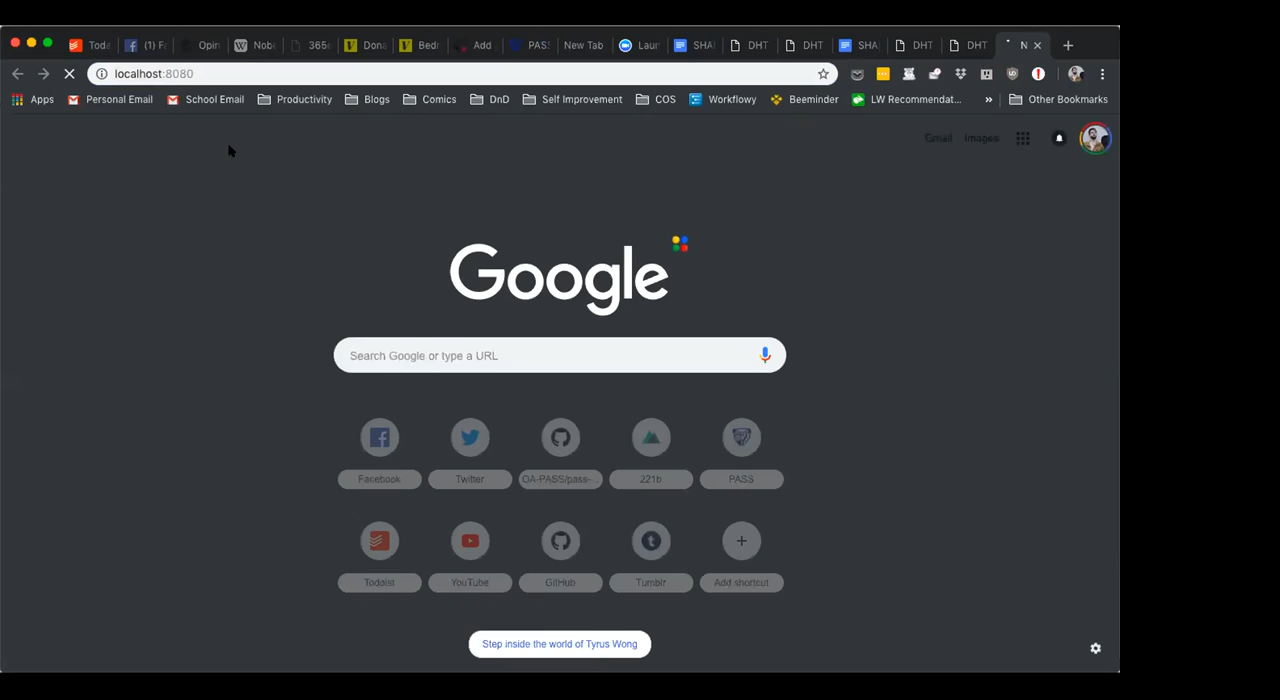 Toda (1) Fa Opin Nobe 365 Dona Bedr Add PASS New Tab Laun SHA DHT DHT SHA DHT DHT N
localhost:8080
Apps Personal Email School Email Productivity Blogs Comics DnD Self Improvement COS Workflowy Beeminder LW Recommendat... » Other Bookmarks
Gmail Images
Google
Search Google or type a URL
Facebook Twitter OA-PASS/pass-... 221b PASS
Todoist YouTube GitHub Tumblr Add shortcut
Step inside the world of Tyrus Wong